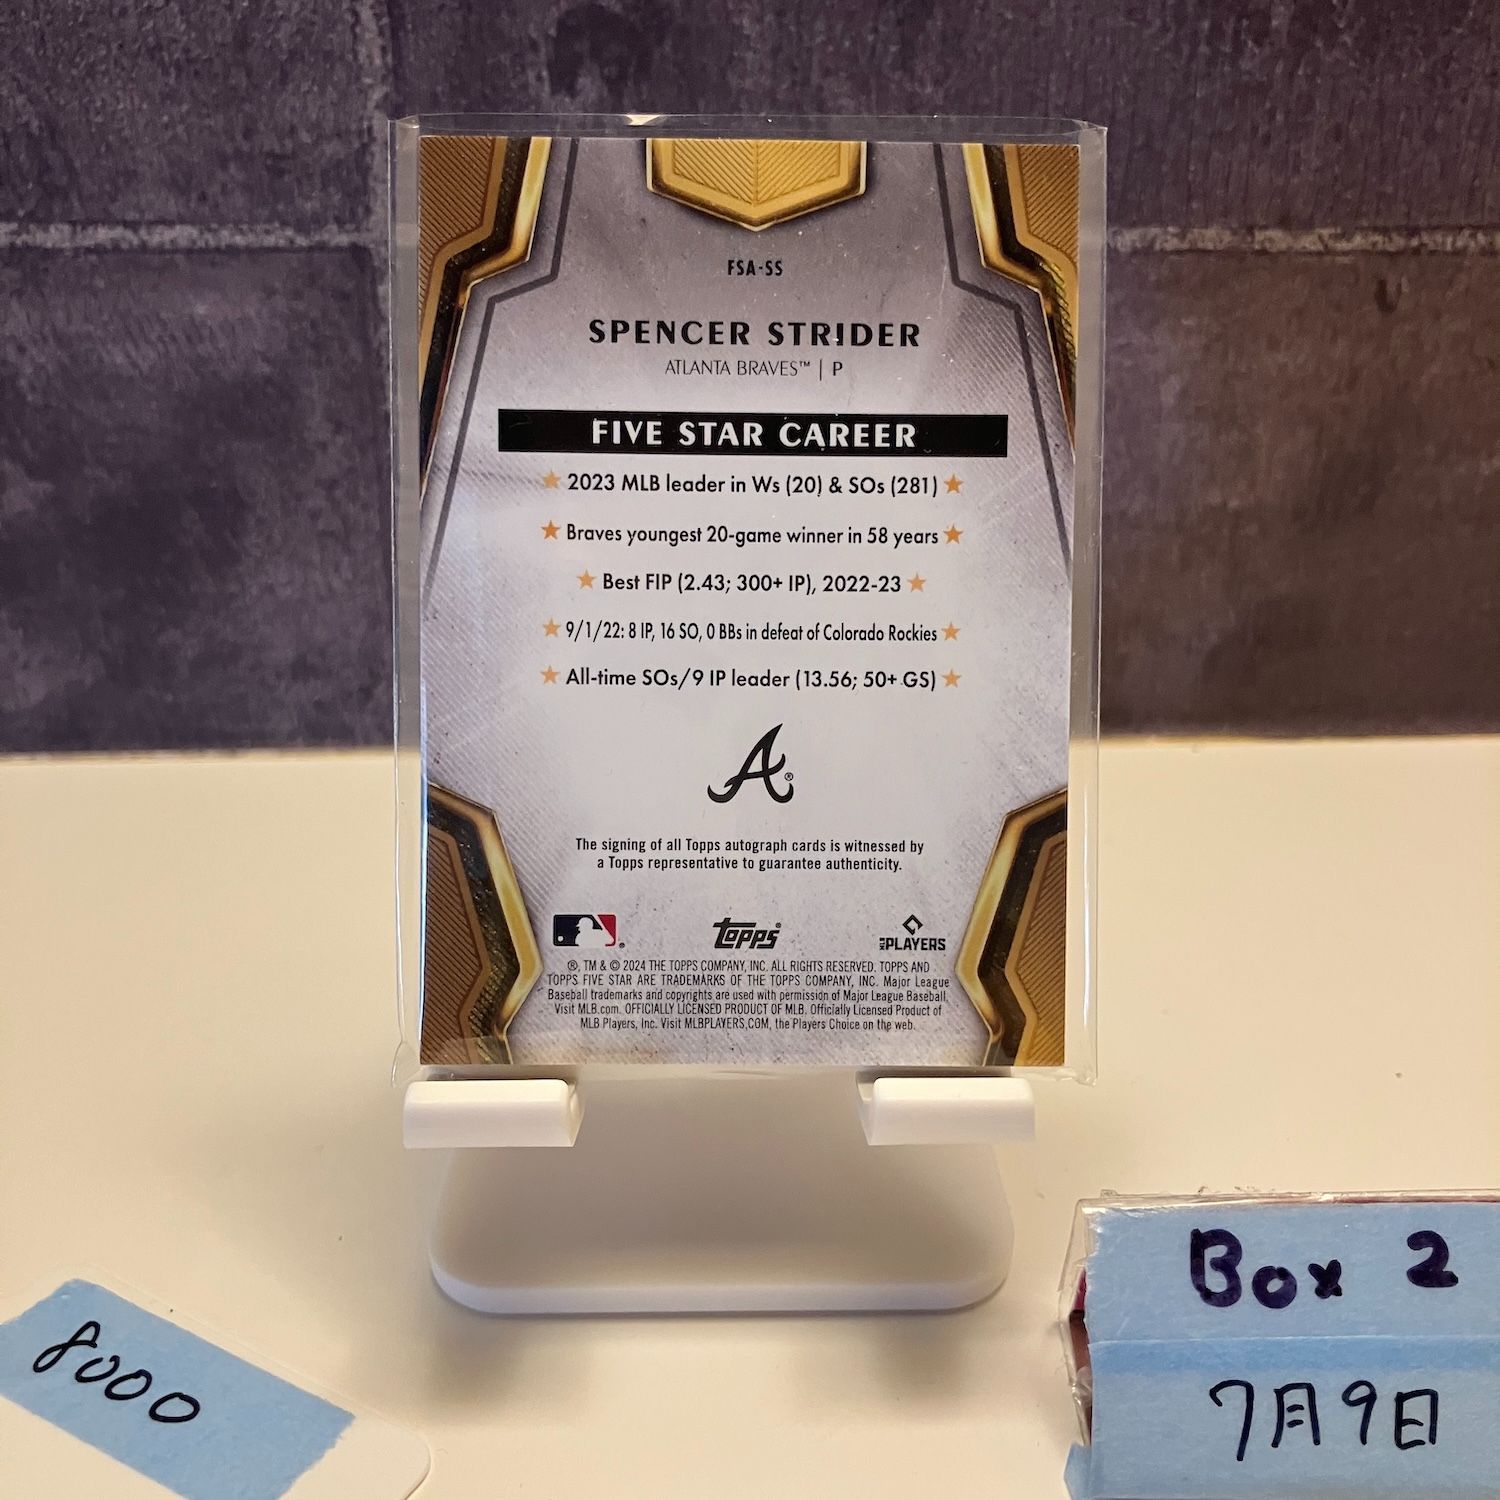 FSA-SS
SPENCER STRIDER
ATLANTA BRAVES™ | P
FIVE STAR CAREER
★ 2023 MLB leader in Ws (20) & SOs (281) ★
★ Braves youngest 20-game winner in 58 years ★
★ Best FIP (2.43; 300+ IP), 2022-23 ★
★ 9/1/22: 8 IP, 16 SO, 0 BBs in defeat of Colorado Rockies ★
★ All-time SOs/9 IP leader (13.56; 50+ GS) ★
A®
The signing of all Topps autograph cards is witnessed by
a Topps representative to guarantee authenticity.
topps®
MLB PLAYERS
®, TM & © 2024 THE TOPPS COMPANY, INC. ALL RIGHTS RESERVED. TOPPS AND
TOPPS FIVE STAR ARE TRADEMARKS OF THE TOPPS COMPANY, INC. Major League
Baseball trademarks and copyrights are used with permission of Major League Baseball.
Visit MLB.com. OFFICIALLY LICENSED PRODUCT OF MLB. Officially Licensed Product of
MLB Players, Inc. Visit MLBPLAYERS.COM, the Players Choice on the web.
Box 2
7月9日
8000